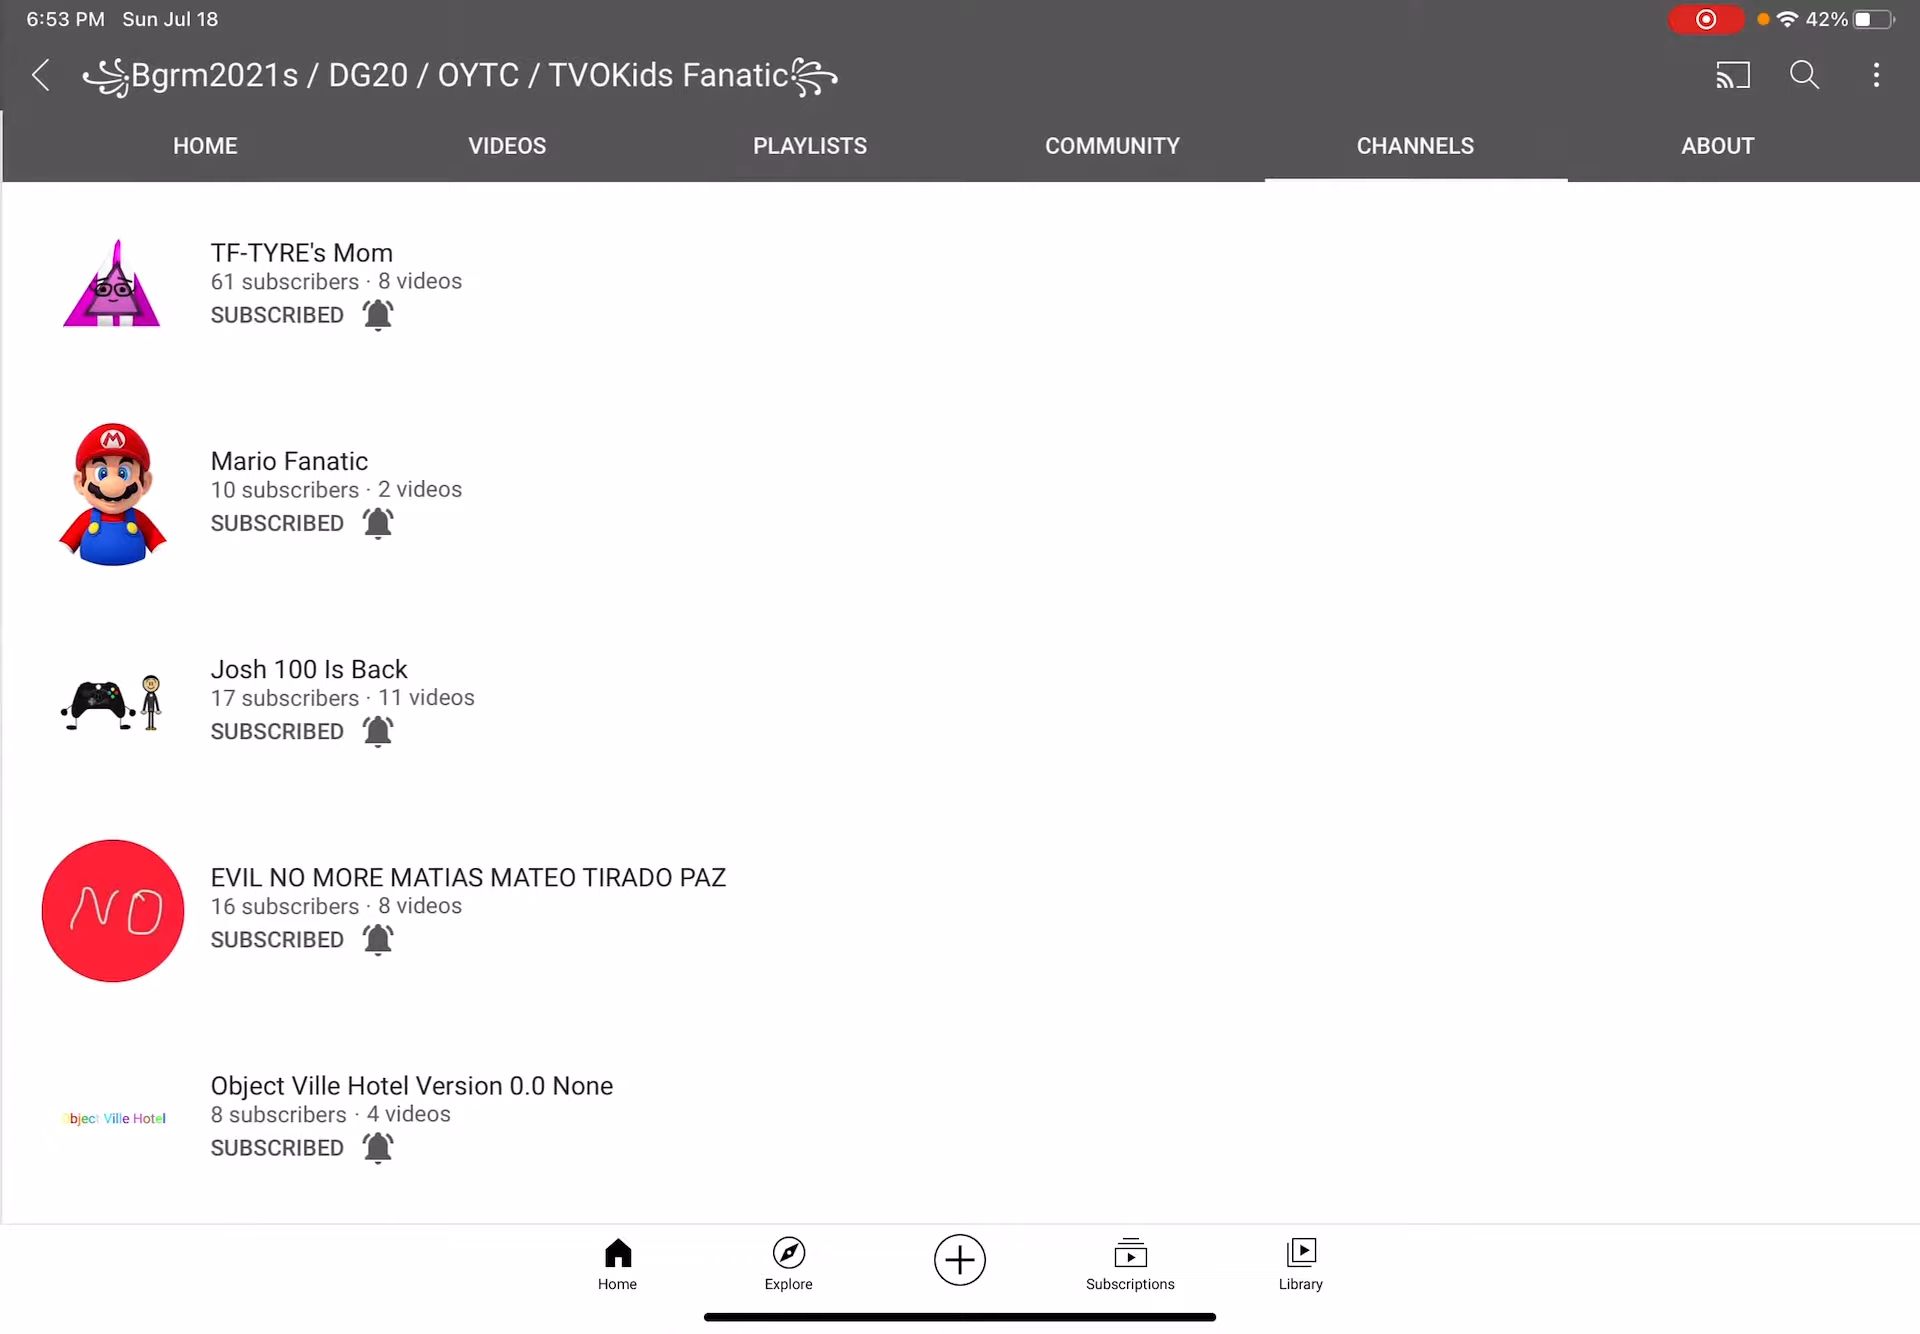 6:53 PM Sun Jul 18 42%
꧁Bgrm2021s / DG20 / OYTC / TVOKids Fanatic꧂
HOME VIDEOS PLAYLISTS COMMUNITY CHANNELS ABOUT
TF-TYRE's Mom
61 subscribers · 8 videos
SUBSCRIBED
M
Mario Fanatic
10 subscribers · 2 videos
SUBSCRIBED
Josh 100 Is Back
17 subscribers · 11 videos
SUBSCRIBED
NO
EVIL NO MORE MATIAS MATEO TIRADO PAZ
16 subscribers · 8 videos
SUBSCRIBED
Object Ville Hotel
Object Ville Hotel Version 0.0 None
8 subscribers · 4 videos
SUBSCRIBED
Home Explore Subscriptions Library